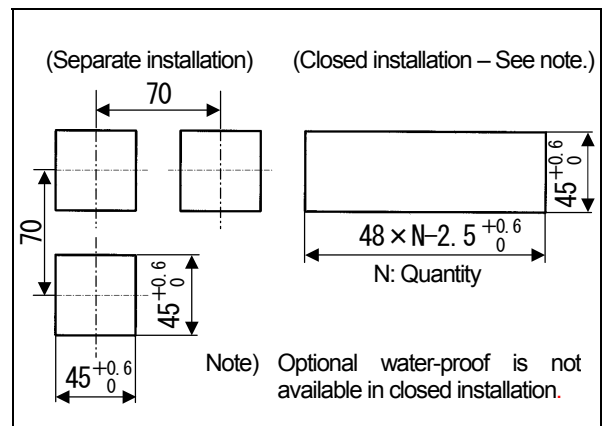 (Separate installation)
(Closed installation – See note.)
70
70
45 +0.6 0
45 +0.6 0
45 +0.6 0
48×N-2.5 +0.6 0
N: Quantity
Note) Optional water-proof is not
available in closed installation.